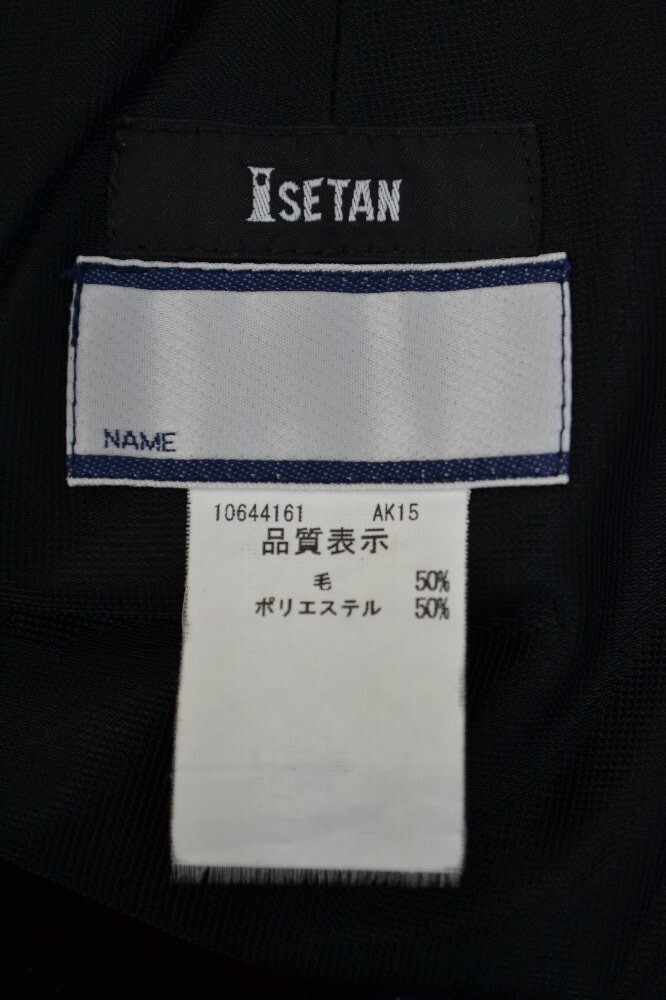 ISETAN
NAME
10644161 AK15
品質表示
毛 50%
ポリエステル 50%